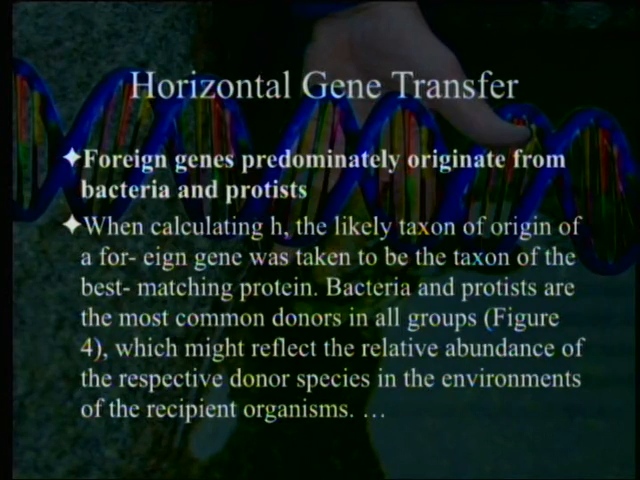 Horizontal Gene Transfer
✦Foreign genes predominately originate from
bacteria and protists
✦When calculating h, the likely taxon of origin of
a for- eign gene was taken to be the taxon of the
best- matching protein. Bacteria and protists are
the most common donors in all groups (Figure
4), which might reflect the relative abundance of
the respective donor species in the environments
of the recipient organisms. …